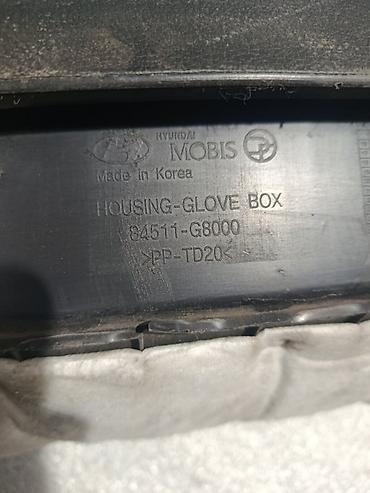 HYUNDAI
MOBIS
Made in Korea
HOUSING-GLOVE BOX
84511-G8000
>PP-TD20<